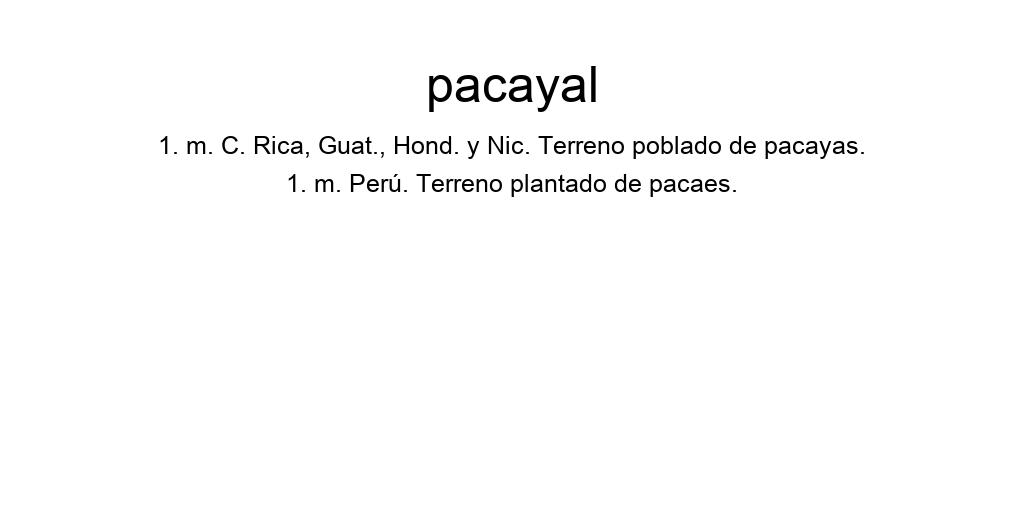 pacayal
1. m. C. Rica, Guat., Hond. y Nic. Terreno poblado de pacayas.
1. m. Perú. Terreno plantado de pacaes.